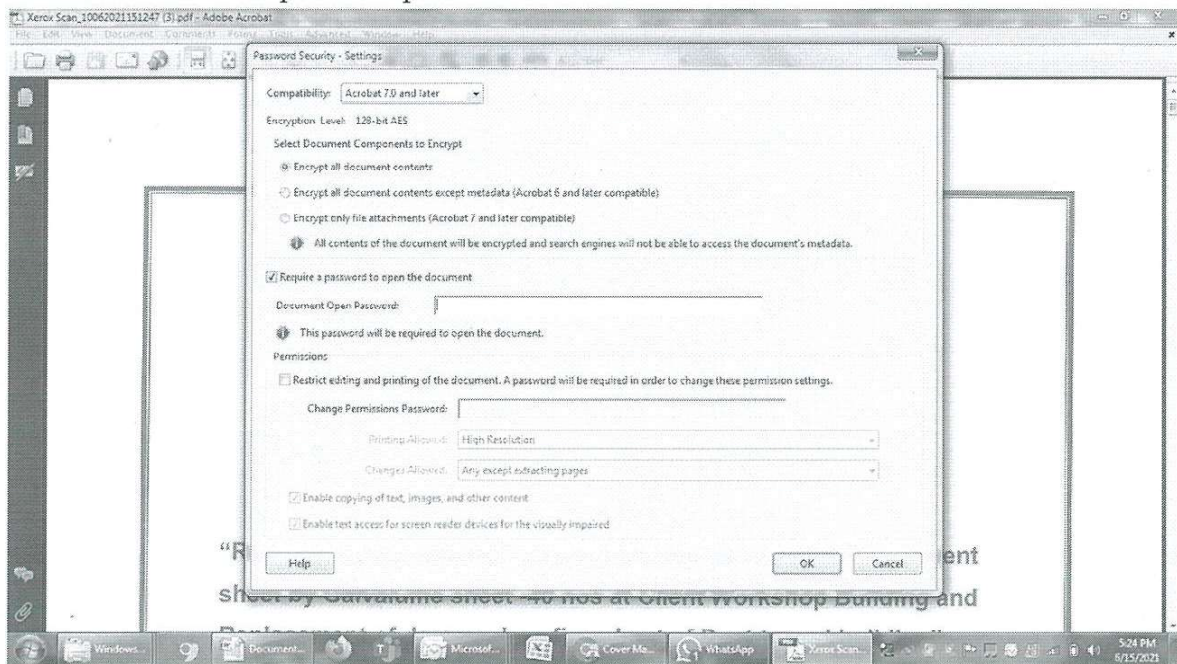 Xerox Scan_10062021151247 (3).pdf - Adobe Acrobat
File Edit View Document Comments Forms Tools Advanced Window Help
Password Security - Settings
Compatibility: Acrobat 7.0 and later
Encryption Level: 128-bit AES
Select Document Components to Encrypt
Encrypt all document contents
Encrypt all document contents except metadata (Acrobat 6 and later compatible)
Encrypt only file attachments (Acrobat 7 and later compatible)
All contents of the document will be encrypted and search engines will not be able to access the document's metadata.
Require a password to open the document
Document Open Password:
This password will be required to open the document.
Permissions
Restrict editing and printing of the document. A password will be required in order to change these permission settings.
Change Permissions Password:
Printing Allowed: High Resolution
Changes Allowed: Any except extracting pages
Enable copying of text, images, and other content
Enable text access for screen reader devices for the visually impaired
Help OK Cancel
sheet by Galvalume sheet -40 nos at Client Workshop Building and
Windows... Document... Microsof... Cover Ma... WhatsApp Xerox Scan... 5:24 PM
6/15/2021